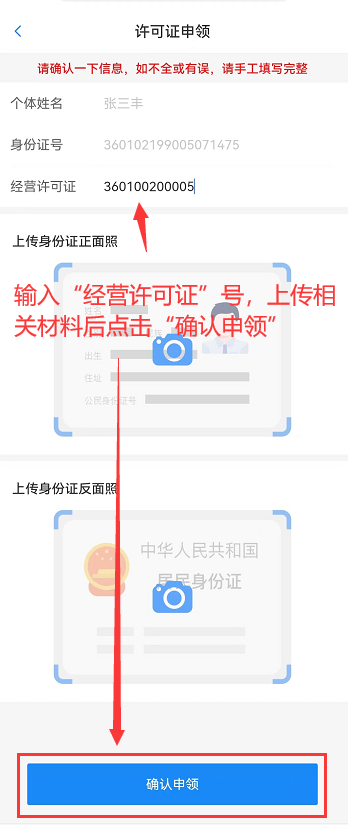 许可证申领
请确认一下信息，如不全或有误，请手工填写完整
个体姓名 张三丰
身份证号 360102199005071475
经营许可证 360100200005
上传身份证正面照
输入“经营许可证”号，上传相
关材料后点击“确认申领”
姓名
出生
住址
公民身份证号
上传身份证反面照
中华人民共和国
居民身份证
确认申领